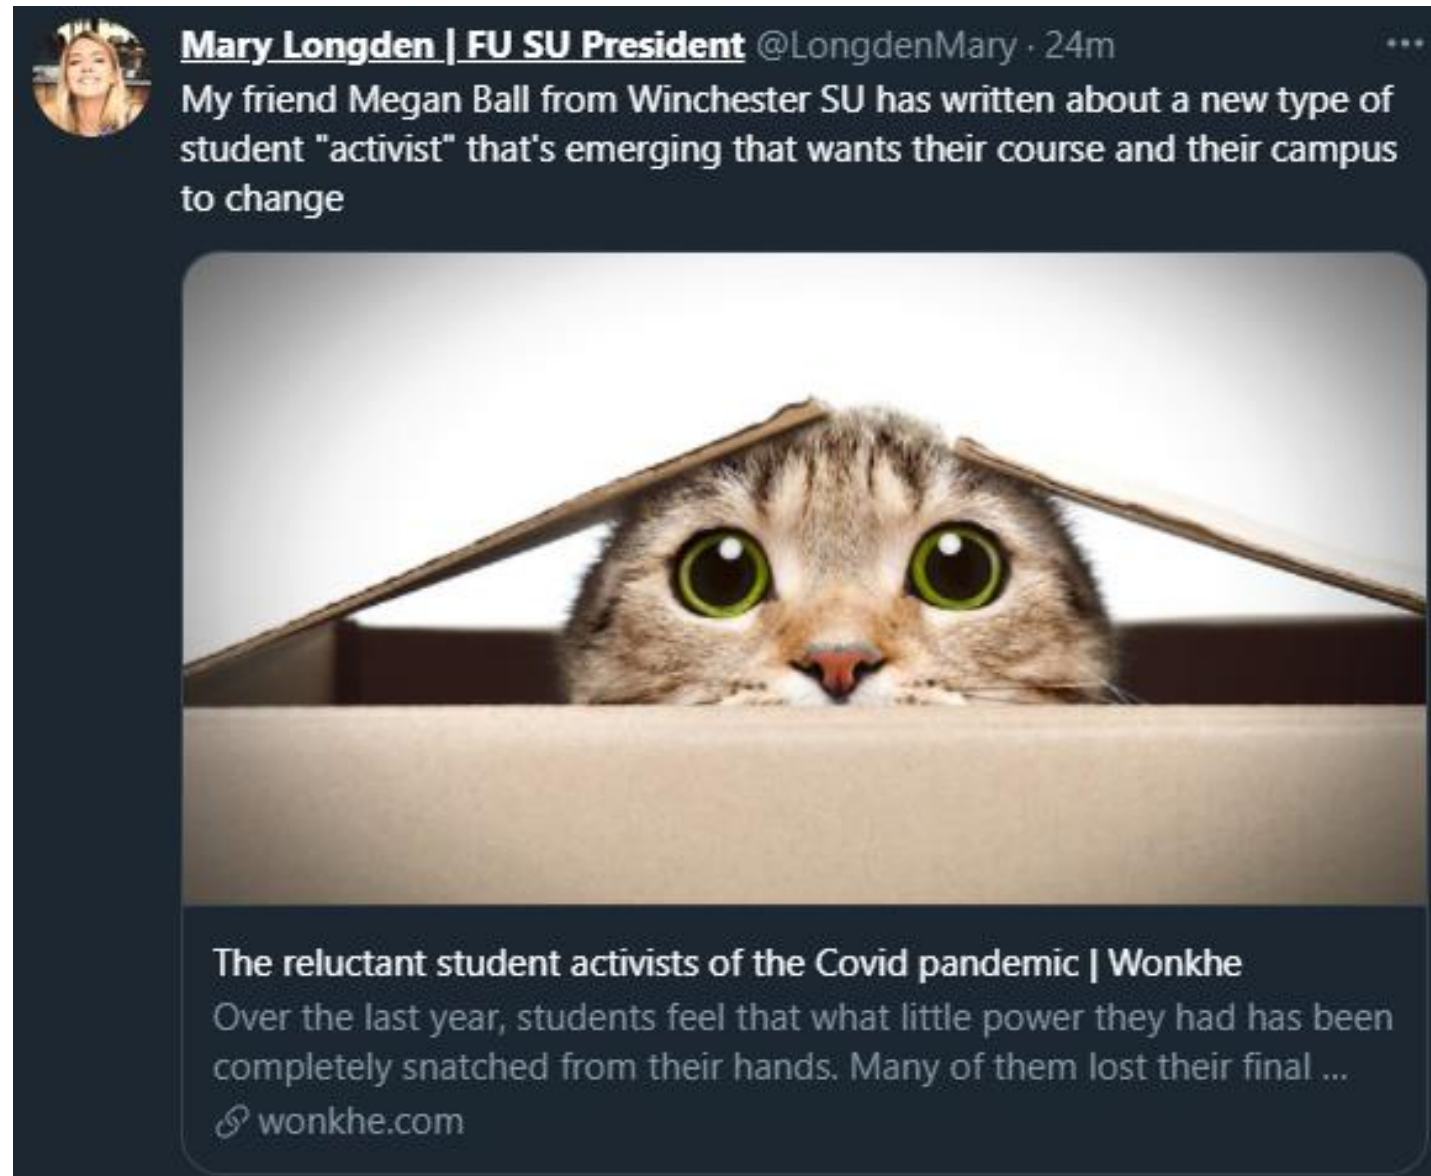 Mary Longden | FU SU President @LongdenMary · 24m
My friend Megan Ball from Winchester SU has written about a new type of
student "activist" that's emerging that wants their course and their campus
to change
The reluctant student activists of the Covid pandemic | Wonkhe
Over the last year, students feel that what little power they had has been
completely snatched from their hands. Many of them lost their final ...
wonkhe.com